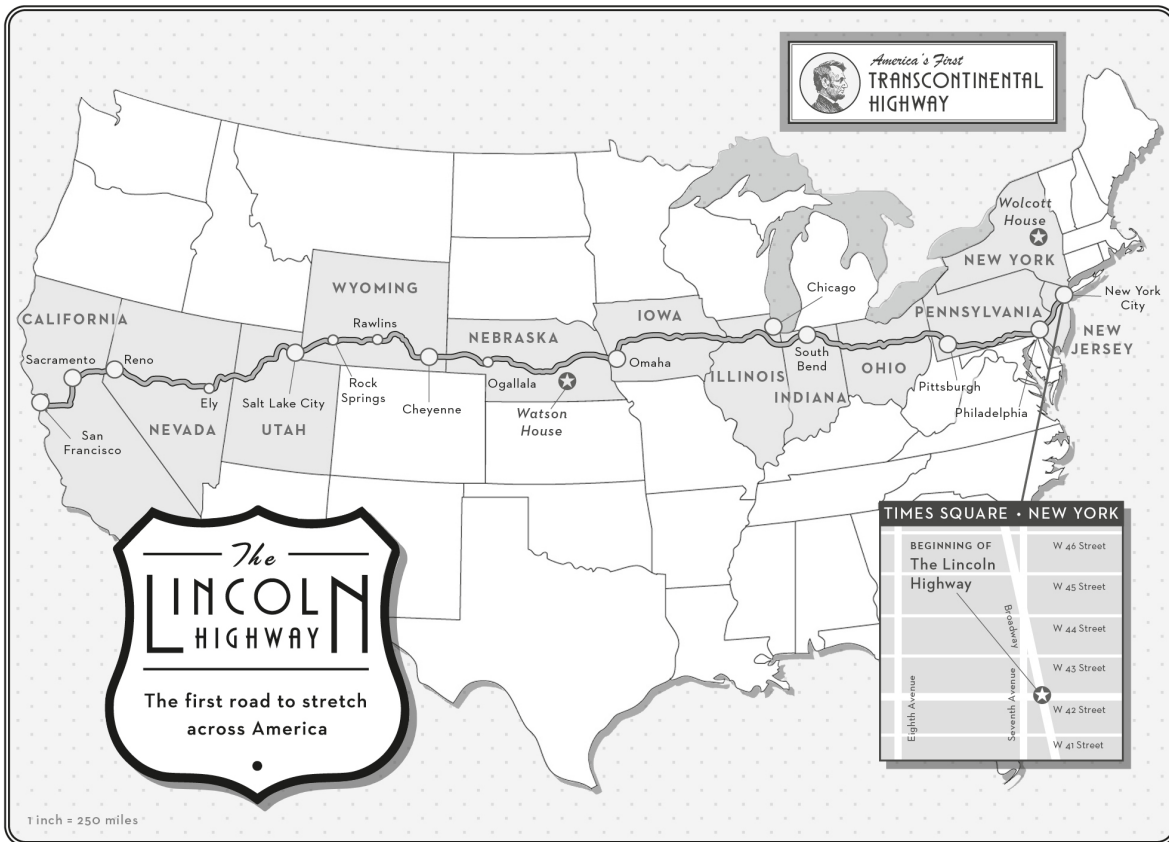 America's First
TRANSCONTINENTAL
HIGHWAY
Wolcott
House
NEW YORK
WYOMING
Chicago
New York
City
CALIFORNIA
Rawlins
NEBRASKA
IOWA
PENNSYLVANIA
NEW
JERSEY
Sacramento
Reno
Omaha
South
Bend
OHIO
ILLINOIS
INDIANA
Pittsburgh
Philadelphia
Ely
Salt Lake City
Rock
Springs
Cheyenne
Ogallala
Watson
House
San
Francisco
NEVADA
UTAH
TIMES SQUARE • NEW YORK
BEGINNING OF
The Lincoln
Highway
W 46 Street
W 45 Street
W 44 Street
W 43 Street
W 42 Street
W 41 Street
Broadway
Eighth Avenue
Seventh Avenue
The
LINCOLN
HIGHWAY
The first road to stretch
across America
1 inch = 250 miles